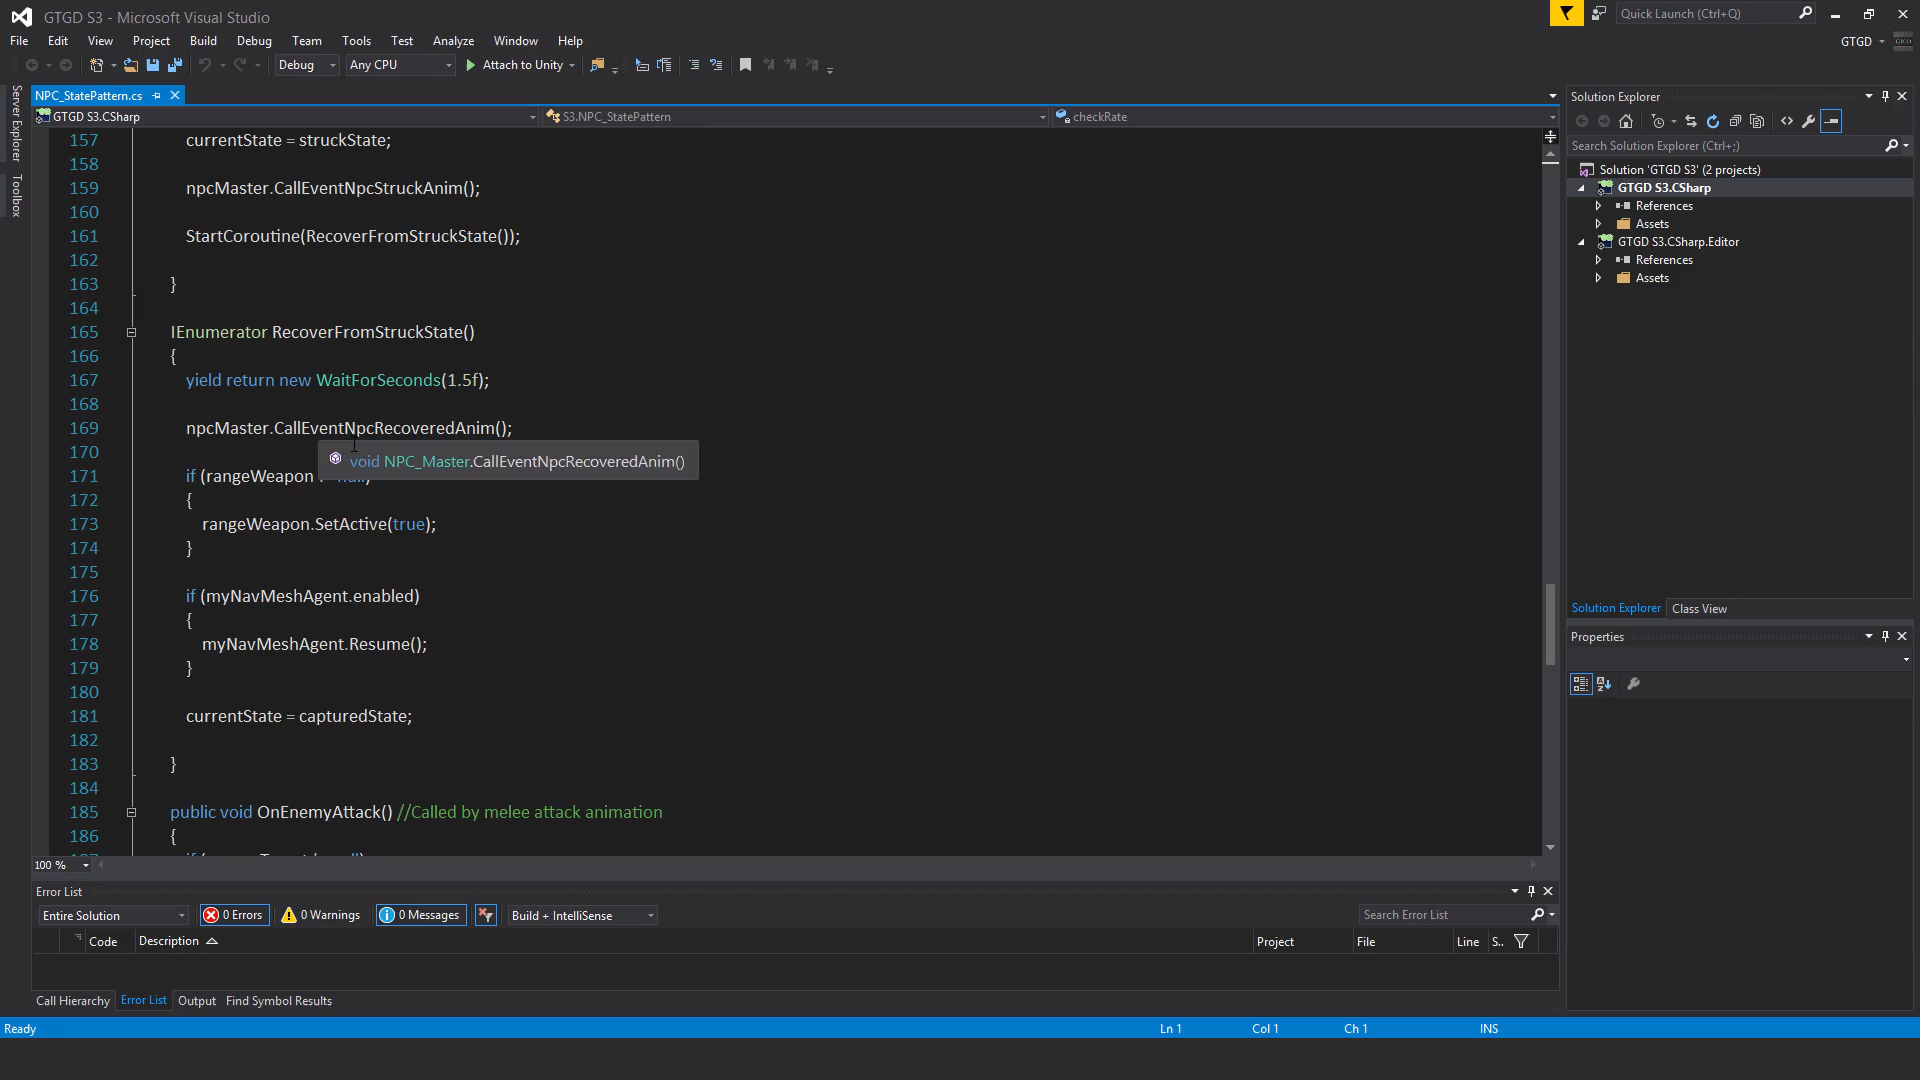 GTGD S3 - Microsoft Visual Studio
Quick Launch (Ctrl+Q)
File Edit View Project Build Debug Team Tools Test Analyze Window Help
GTGD
Debug Any CPU Attach to Unity
Server Explorer
Toolbox
NPC_StatePattern.cs
GTGD S3.CSharp S3.NPC_StatePattern checkRate
157 currentState = struckState;
158
159 npcMaster.CallEventNpcStruckAnim();
160
161 StartCoroutine(RecoverFromStruckState());
162
163 }
164
165 IEnumerator RecoverFromStruckState()
166 {
167 yield return new WaitForSeconds(1.5f);
168
169 npcMaster.CallEventNpcRecoveredAnim();
170
void NPC_Master.CallEventNpcRecoveredAnim()
171 if (rangeWeapon
172 {
173 rangeWeapon.SetActive(true);
174 }
175
176 if (myNavMeshAgent.enabled)
177 {
178 myNavMeshAgent.Resume();
179 }
180
181 currentState = capturedState;
182
183 }
184
185 public void OnEnemyAttack() //Called by melee attack animation
186 {
100 %
Error List
Entire Solution 0 Errors 0 Warnings 0 Messages Build + IntelliSense Search Error List
Code Description Project File Line S..
Call Hierarchy Error List Output Find Symbol Results
Ready Ln 1 Col 1 Ch 1 INS
Solution Explorer
Search Solution Explorer (Ctrl+;)
Solution 'GTGD S3' (2 projects)
GTGD S3.CSharp
References
Assets
GTGD S3.CSharp.Editor
References
Assets
Solution Explorer Class View
Properties